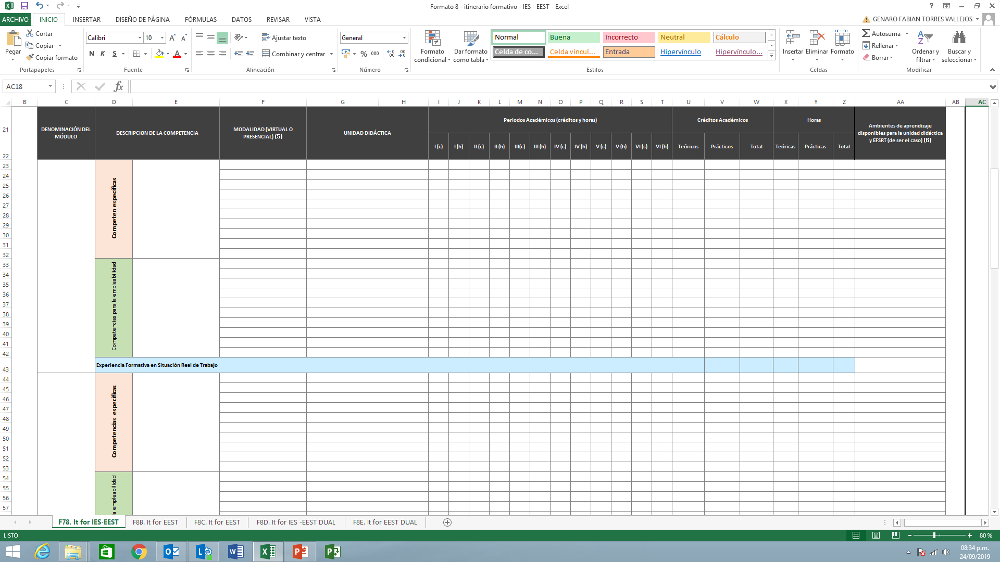 Formato 8 - itinerario formativo - IES - EEST - Excel
ARCHIVO INICIO INSERTAR DISEÑO DE PÁGINA FÓRMULAS DATOS REVISAR VISTA GENARO FABIAN TORRES VALLEJOS
Pegar Cortar
Copiar
Copiar formato
Calibri 10
N K S
Ajustar texto
Combinar y centrar
General
% 000
Formato condicional
Dar formato como tabla
Normal Buena Incorrecto Neutral Cálculo
Celda de co... Celda vincul... Entrada Hipervínculo Hipervínculo...
Insertar Eliminar Formato
Autosuma
Rellenar
Borrar
Ordenar y filtrar
Buscar y seleccionar
Portapapeles Fuente Alineación Número Estilos Celdas Modificar
AC18 fx
B C D E F G H I J K L M N O P Q R S T U V W X Y Z AA AB AC
21 DENOMINACIÓN DEL MÓDULO DESCRIPCION DE LA COMPETENCIA MODALIDAD (VIRTUAL O PRESENCIAL) (5) UNIDAD DIDÁCTICA Periodos Académicos (créditos y horas) Créditos Académicos Horas Ambientes de aprendizaje disponibles para la unidad didáctica y EFSRT (de ser el caso) (6)
22 I (c) I (h) II (c) II (h) III(c) III (h) IV (c) IV (h) V (c) V (h) VI (c) VI (h) Teóricos Prácticos Total Teóricas Prácticas Total
23
24
25
26
27
28
29
30
31
32
Competen especificas
33
34
35
36
37
38
39
40
41
42
Competencias para la empleabilidad
43 Experiencia Formativa en Situación Real de Trabajo
44
45
46
47
48
49
50
51
52
53
Competencias especificas
54
55
56
57
la empleabilidad
F78. It for IES-EEST F8B. It for EEST F8C. It for EEST F8D. It for IES -EEST DUAL F8E. It for EEST DUAL
LISTO 80 %
08:34 p.m.
24/09/2019